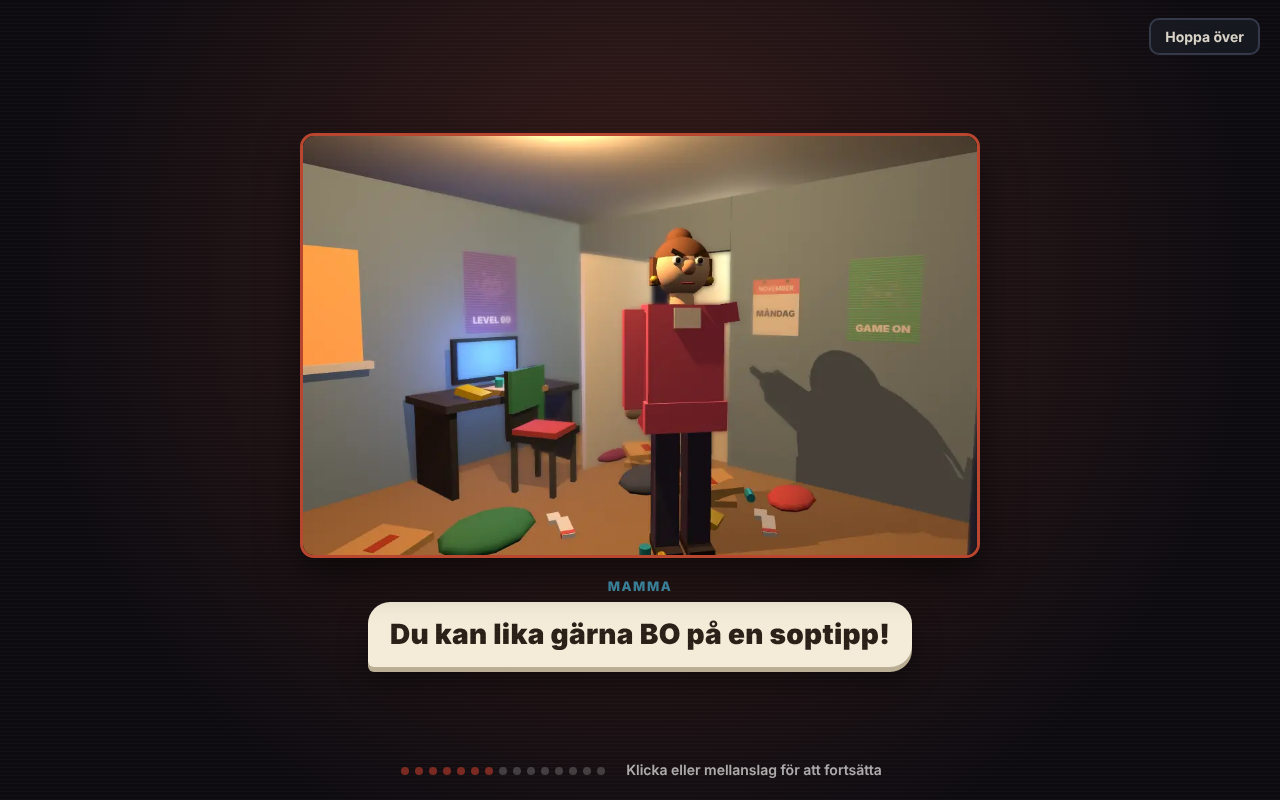 Hoppa över
LEVEL 99
NOVEMBER
MÅNDAG
GAME ON
MAMMA
Du kan lika gärna BO på en soptipp!
Klicka eller mellanslag för att fortsätta